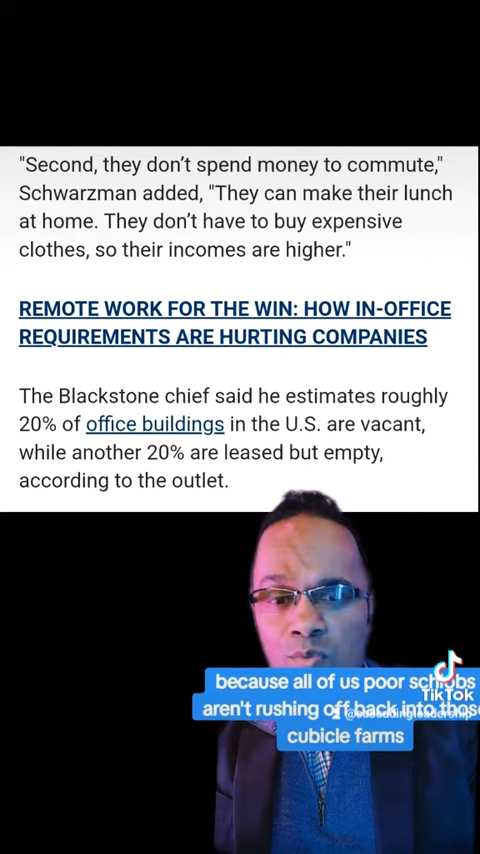 "Second, they don't spend money to commute,"
Schwarzman added, "They can make their lunch
at home. They don't have to buy expensive
clothes, so their incomes are higher."
REMOTE WORK FOR THE WIN: HOW IN-OFFICE
REQUIREMENTS ARE HURTING COMPANIES
The Blackstone chief said he estimates roughly
20% of office buildings in the U.S. are vacant,
while another 20% are leased but empty,
according to the outlet.
because all of us poor schlubs
TikTok
aren't rushing off back into those
cubicle farms